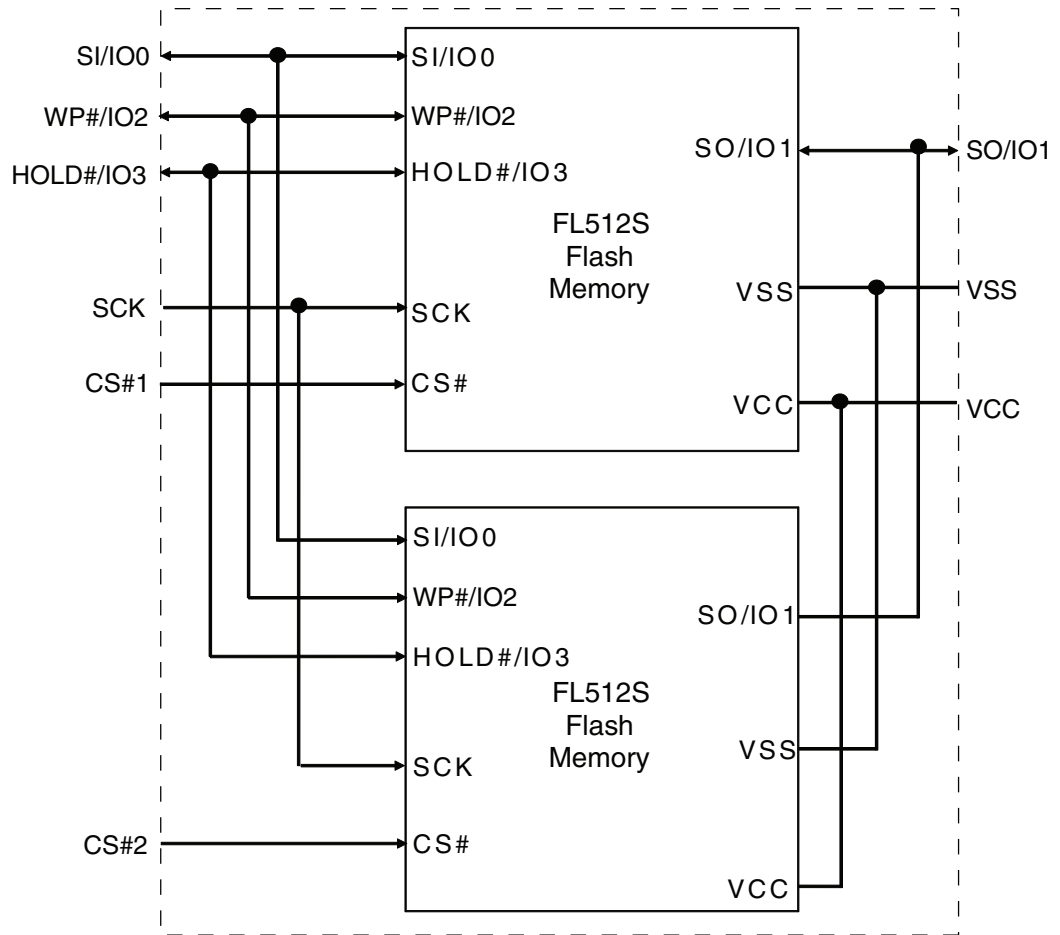 SI/IO0
WP#/IO2
HOLD#/IO3
SCK
CS#1
CS#2
SI/IO0
WP#/IO2
HOLD#/IO3
SCK
CS#
FL512S
Flash
Memory
SO/IO1
VSS
VCC
SI/IO0
WP#/IO2
HOLD#/IO3
SCK
CS#
FL512S
Flash
Memory
SO/IO1
VSS
VCC
SO/IO1
VSS
VCC